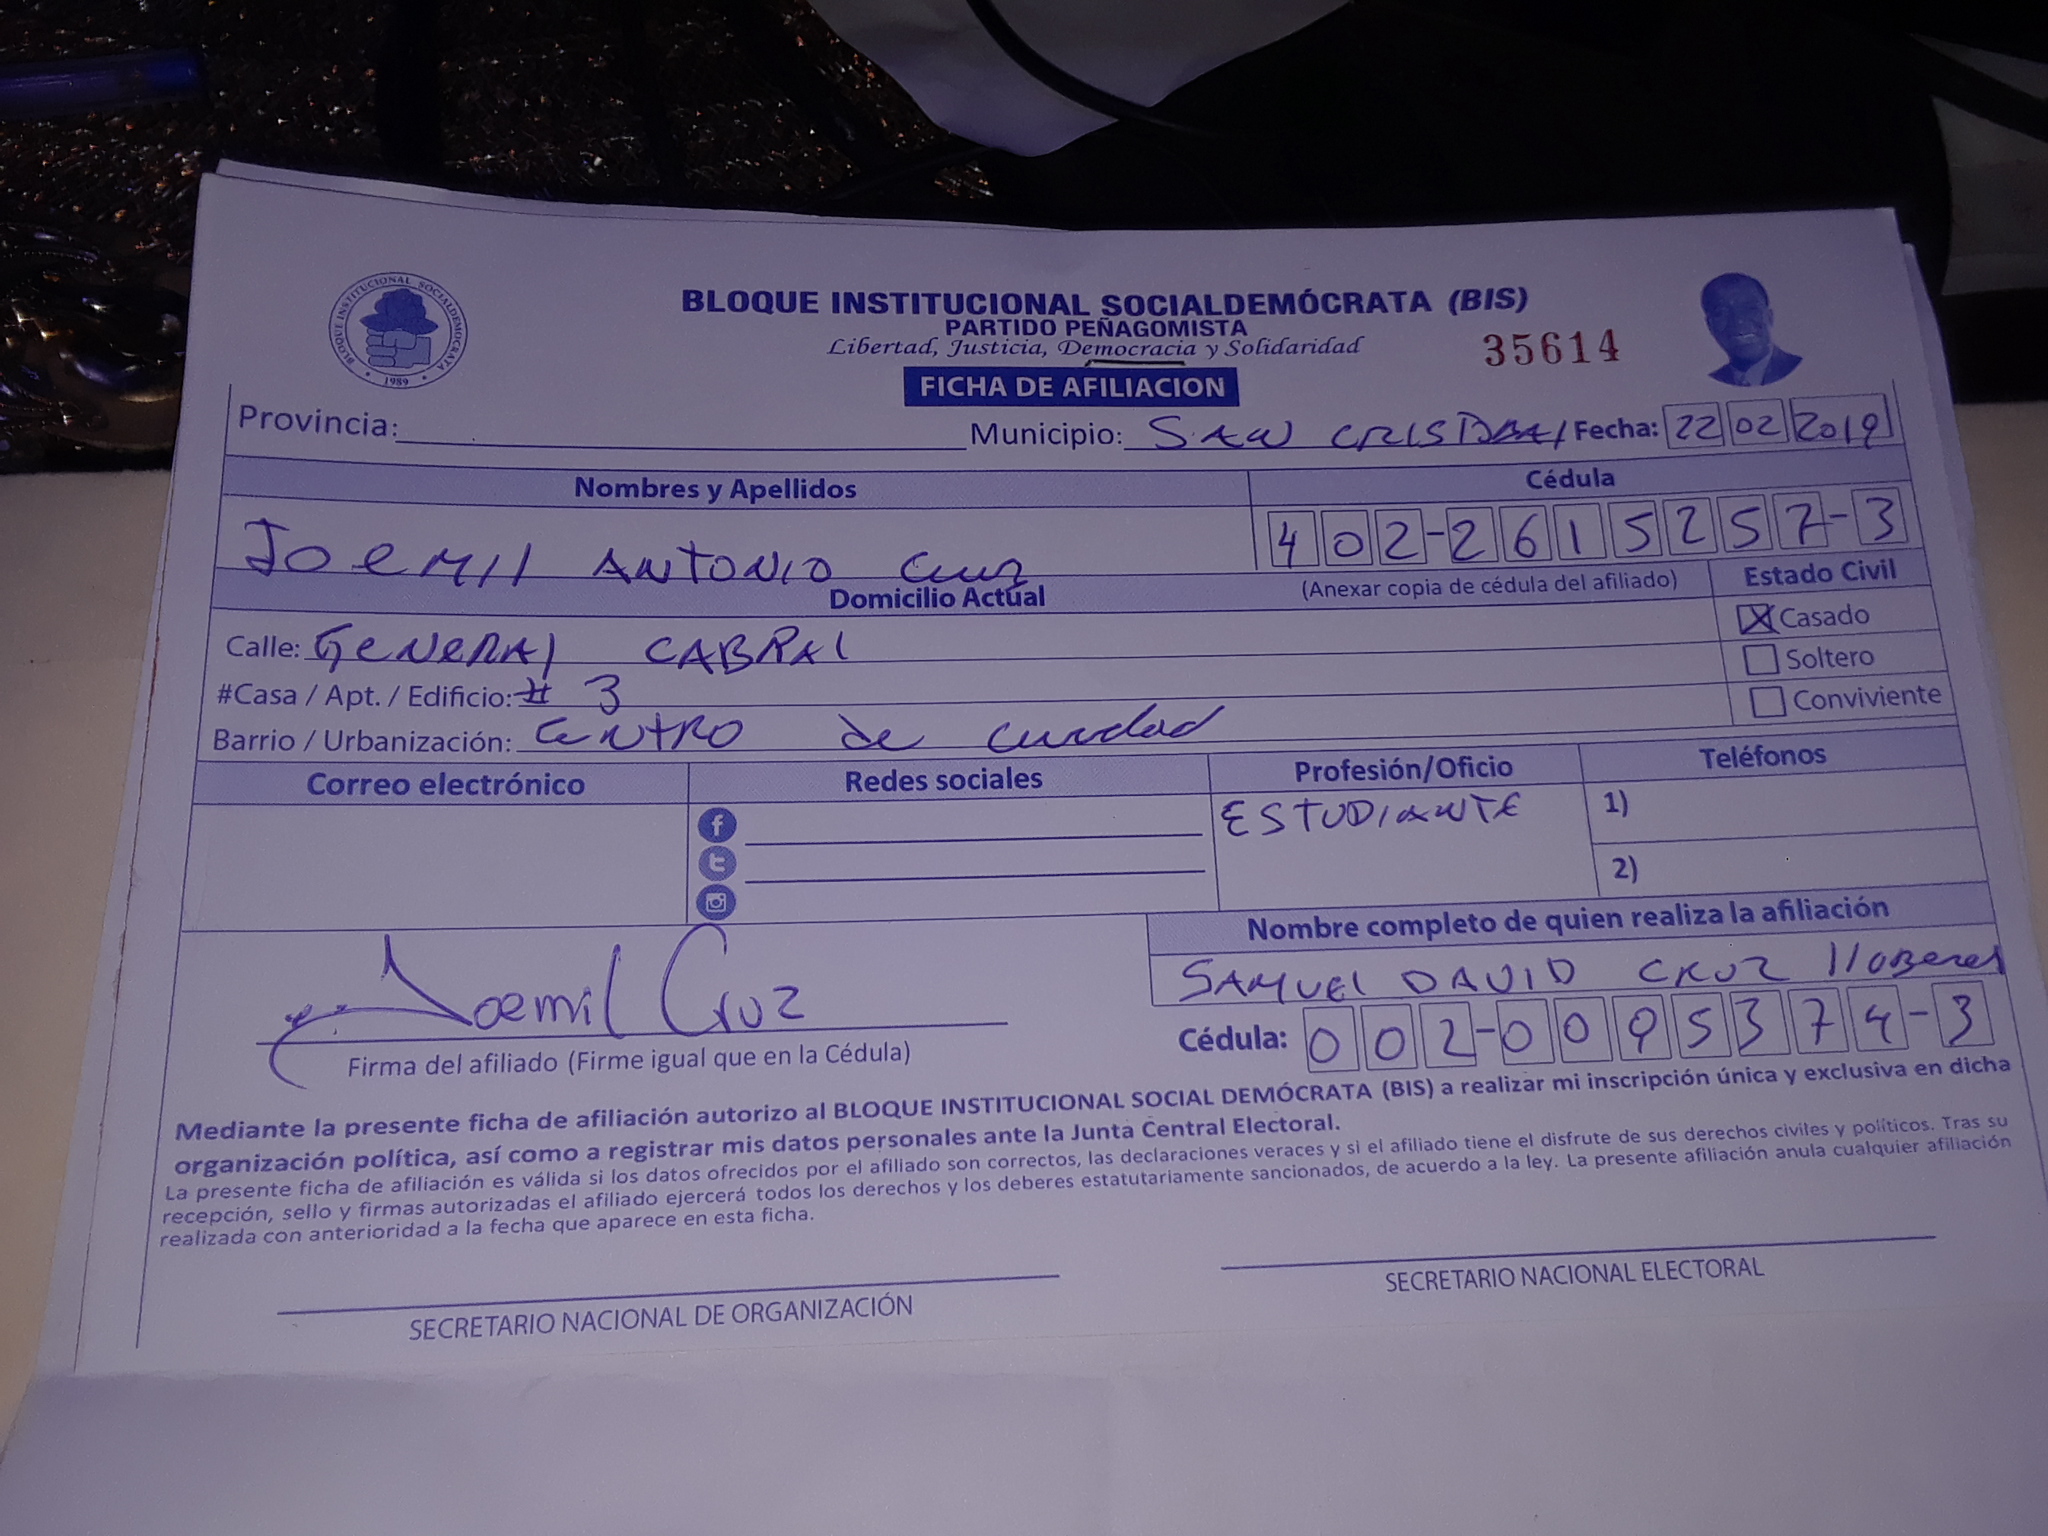 BLOQUE INSTITUCIONAL SOCIALDEMÓCRATA
1989
BLOQUE INSTITUCIONAL SOCIALDEMÓCRATA (BIS)
PARTIDO PEÑAGOMISTA
Libertad, Justicia, Democracia y Solidaridad
35614
FICHA DE AFILIACION
Provincia: Municipio: SAN CRISTOBAL Fecha: 22 02 2019
Nombres y Apellidos Cédula
JOEMIL ANTONIO Cruz 402-2615257-3
Domicilio Actual (Anexar copia de cédula del afiliado) Estado Civil
Calle: GENERAL CABRAL Casado
#Casa / Apt. / Edificio: # 3 Soltero
Barrio / Urbanización: CENTRO de ciudad Conviviente
Correo electrónico Redes sociales Profesión/Oficio Teléfonos
ESTUDIANTE 1)
2)
Nombre completo de quien realiza la afiliación
SAMUEL DAVID CRUZ lloberes
Joemil Cruz
Cédula: 002-0095374-3
Firma del afiliado (Firme igual que en la Cédula)
Mediante la presente ficha de afiliación autorizo al BLOQUE INSTITUCIONAL SOCIAL DEMÓCRATA (BIS) a realizar mi inscripción única y exclusiva en dicha
organización política, así como a registrar mis datos personales ante la Junta Central Electoral.
La presente ficha de afiliación es válida si los datos ofrecidos por el afiliado son correctos, las declaraciones veraces y si el afiliado tiene el disfrute de sus derechos civiles y políticos. Tras su
recepción, sello y firmas autorizadas el afiliado ejercerá todos los derechos y los deberes estatutariamente sancionados, de acuerdo a la ley. La presente afiliación anula cualquier afiliación
realizada con anterioridad a la fecha que aparece en esta ficha.
SECRETARIO NACIONAL DE ORGANIZACIÓN SECRETARIO NACIONAL ELECTORAL